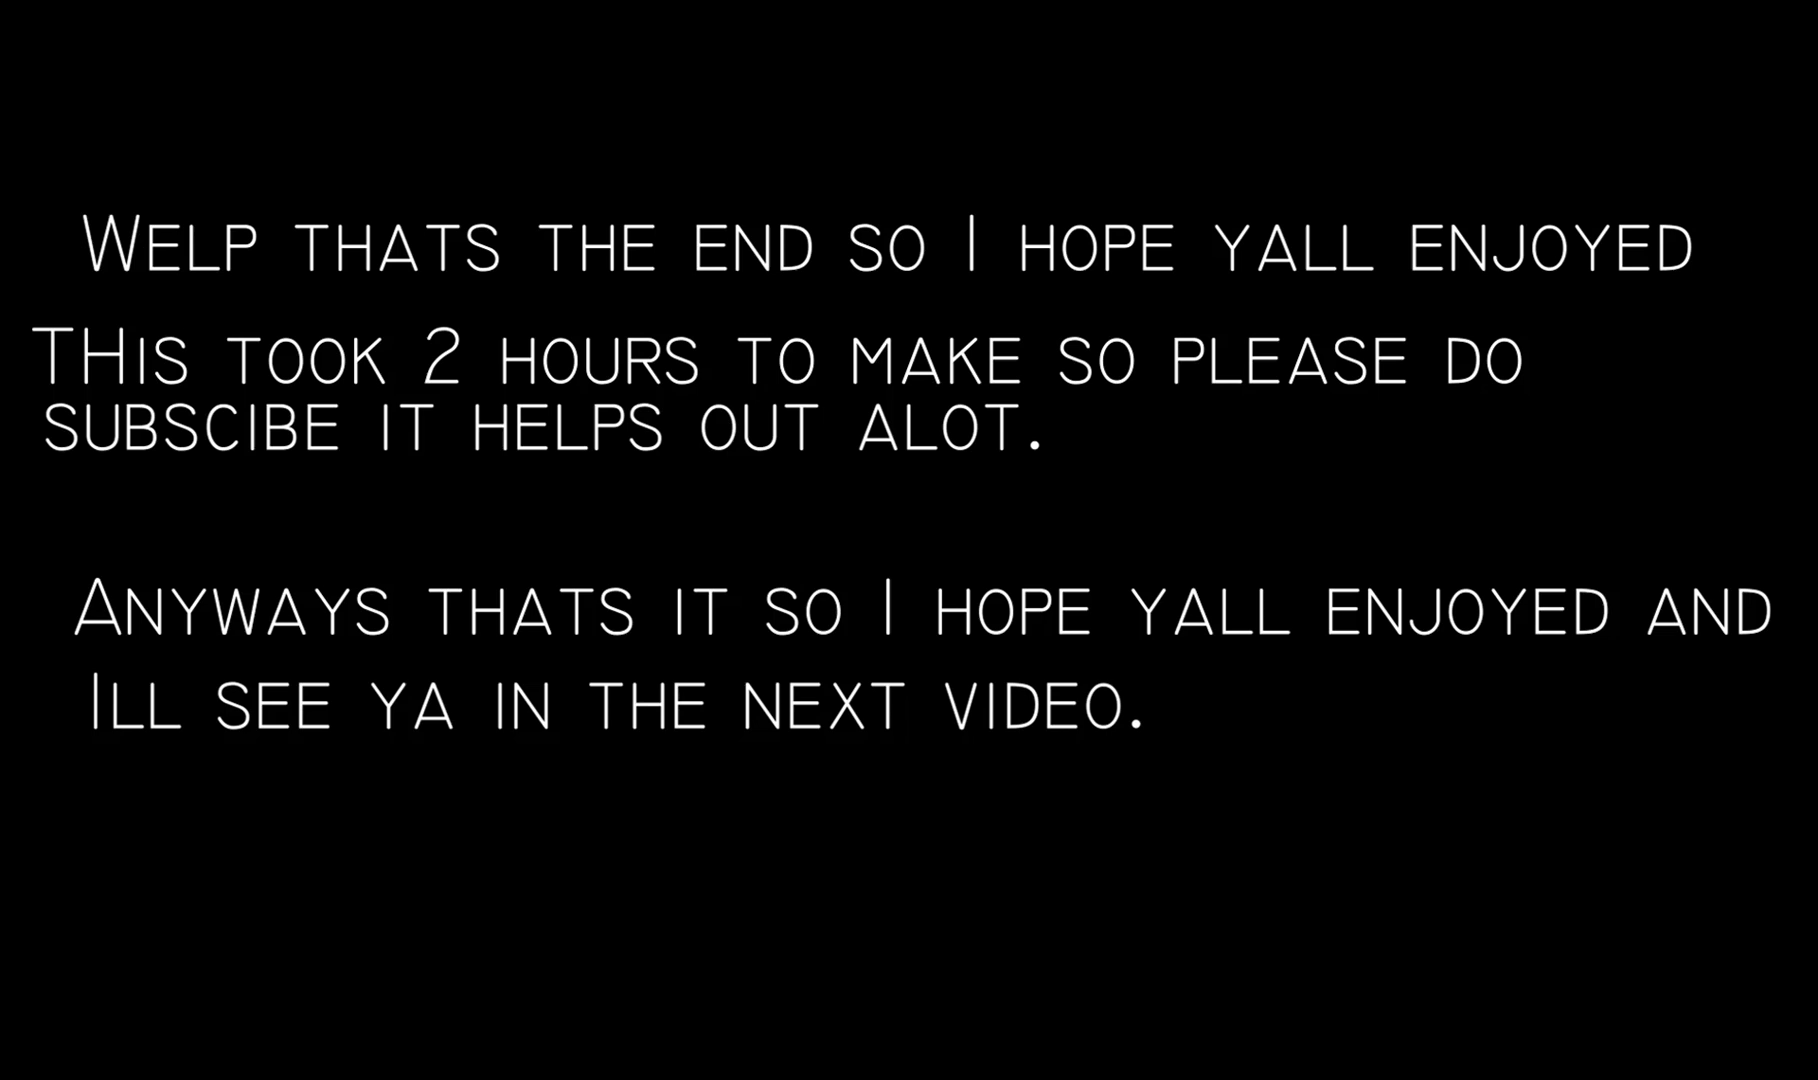 Welp thats the end so I hope yall enjoyed
THis took 2 hours to make so please do
subscibe it helps out alot.
Anyways thats it so I hope yall enjoyed and
Ill see ya in the next video.